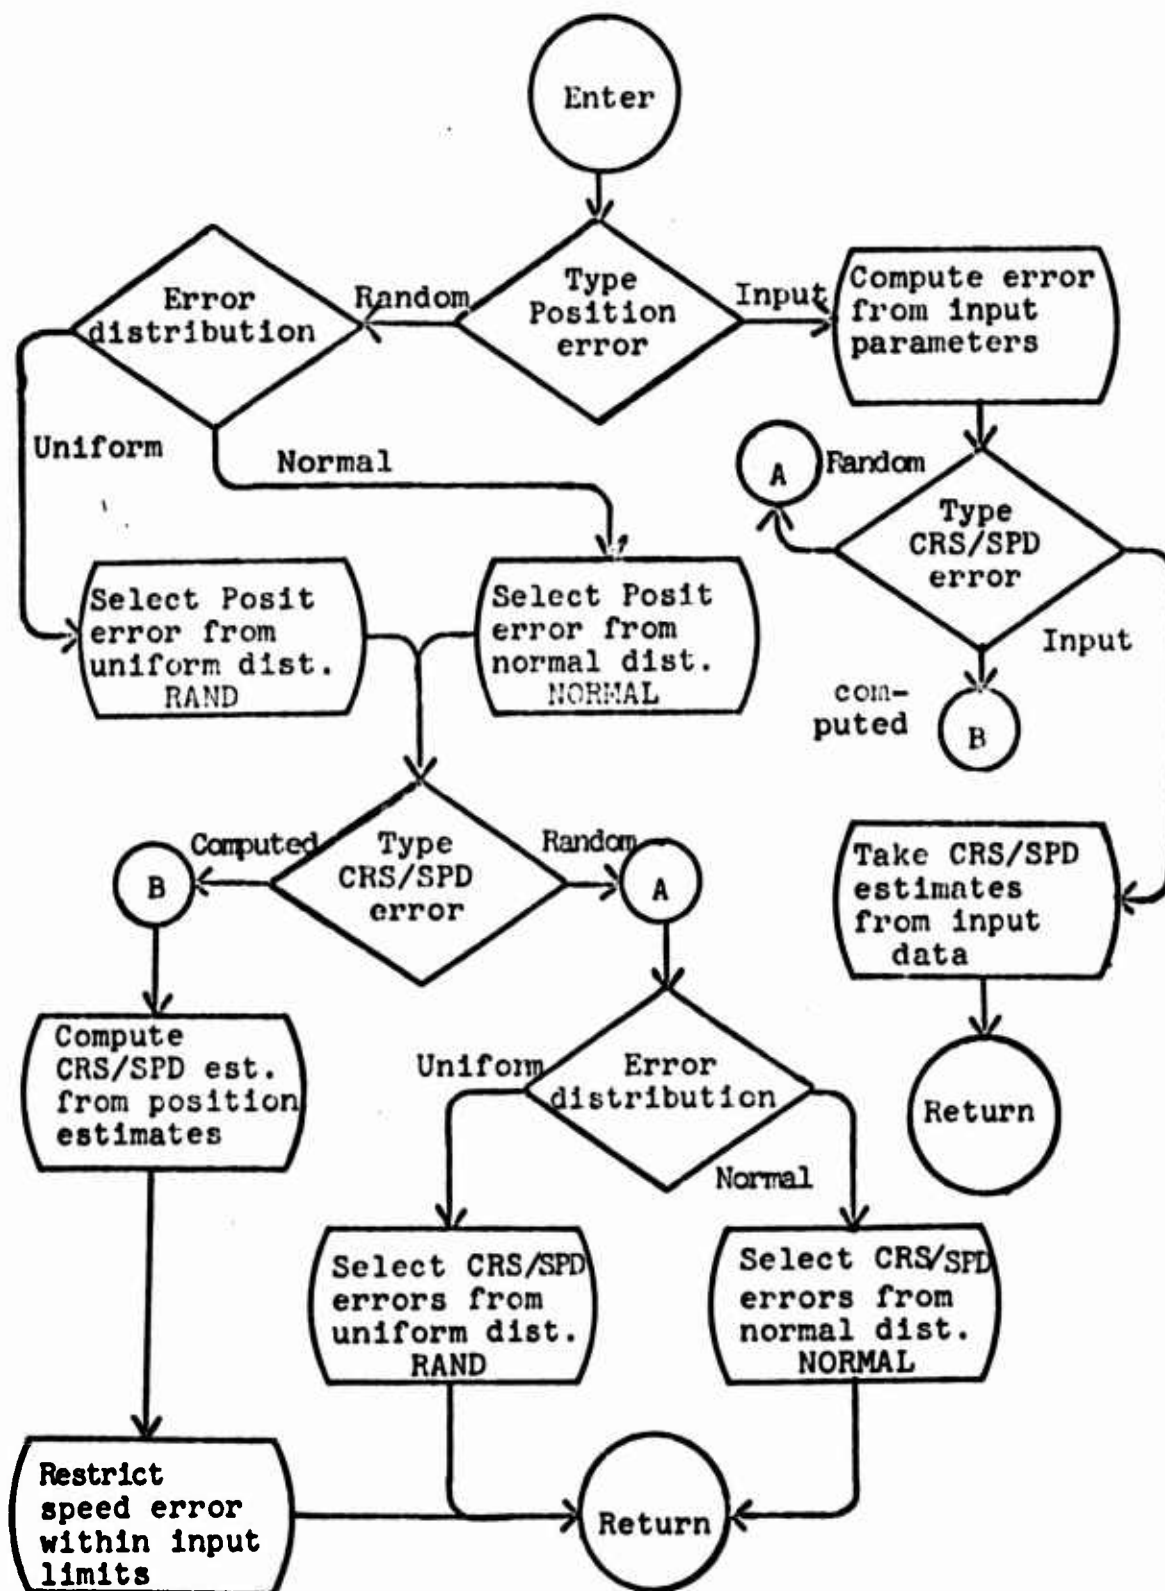 Enter
Error
distribution
Random
Type
Position
error
Input
Compute error
from input
parameters
Uniform
Normal
A
Random
Type
CRS/SPD
error
Input
com-
puted
B
Select Posit
error from
uniform dist.
RAND
Select Posit
error from
normal dist.
NORMAL
B
Computed
Type
CRS/SPD
error
Random
A
Take CRS/SPD
estimates
from input
data
Return
Compute
CRS/SPD est.
from position
estimates
Uniform
Error
distribution
Normal
Select CRS/SPD
errors from
uniform dist.
RAND
Select CRS/SPD
errors from
normal dist.
NORMAL
Restrict
speed error
within input
limits
Return